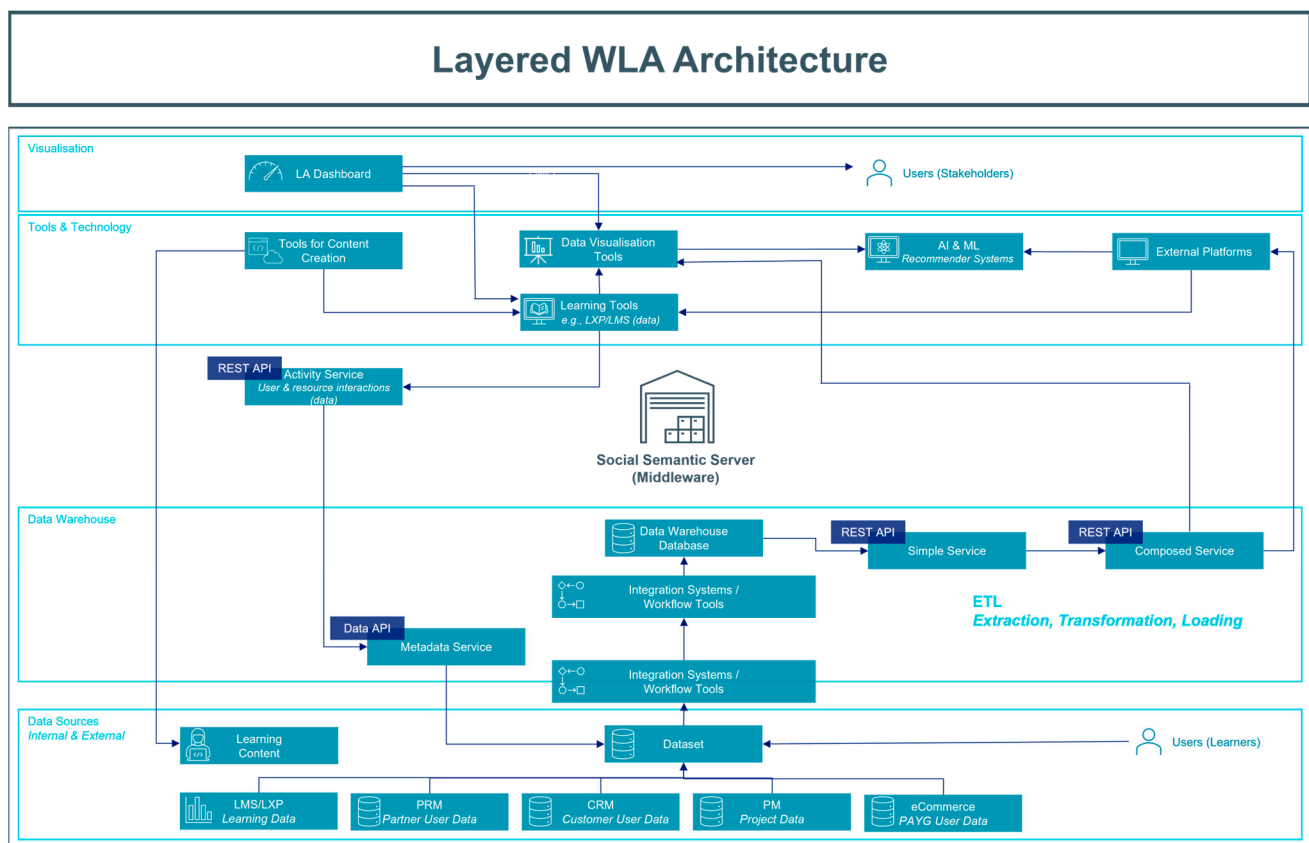 Layered WLA Architecture
Visualisation
LA Dashboard
Users (Stakeholders)
Tools & Technology
Tools for Content
Creation
Data Visualisation
Tools
AI & ML
Recommender Systems
External Platforms
Learning Tools
e.g., LXP/LMS (data)
REST API
Activity Service
User & resource interactions
(data)
Social Semantic Server
(Middleware)
Data Warehouse
Data Warehouse
Database
REST API
Simple Service
REST API
Composed Service
Integration Systems /
Workflow Tools
ETL
Extraction, Transformation, Loading
Data API
Metadata Service
Integration Systems /
Workflow Tools
Data Sources
Internal & External
Learning
Content
Dataset
Users (Learners)
LMS/LXP
Learning Data
PRM
Partner User Data
CRM
Customer User Data
PM
Project Data
eCommerce
PAYG User Data